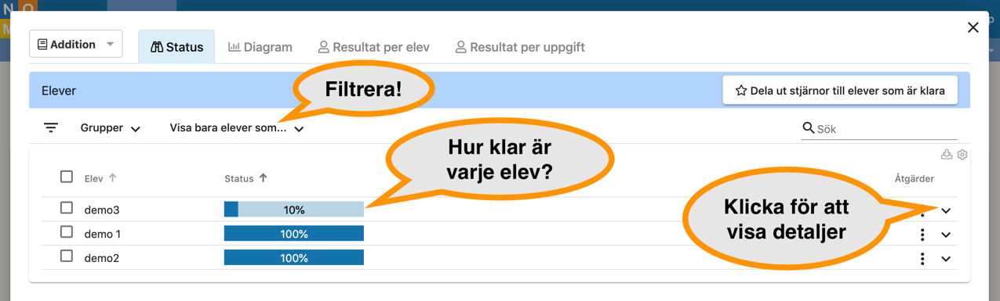 N O
M
Addition
Status
Diagram
Resultat per elev
Resultat per uppgift
Elever
Filtrera!
Dela ut stjärnor till elever som är klara
Grupper
Visa bara elever som...
Sök
Hur klar är
varje elev?
Elev
Status
Åtgärder
Klicka för att
visa detaljer
demo3
10%
demo 1
100%
demo2
100%